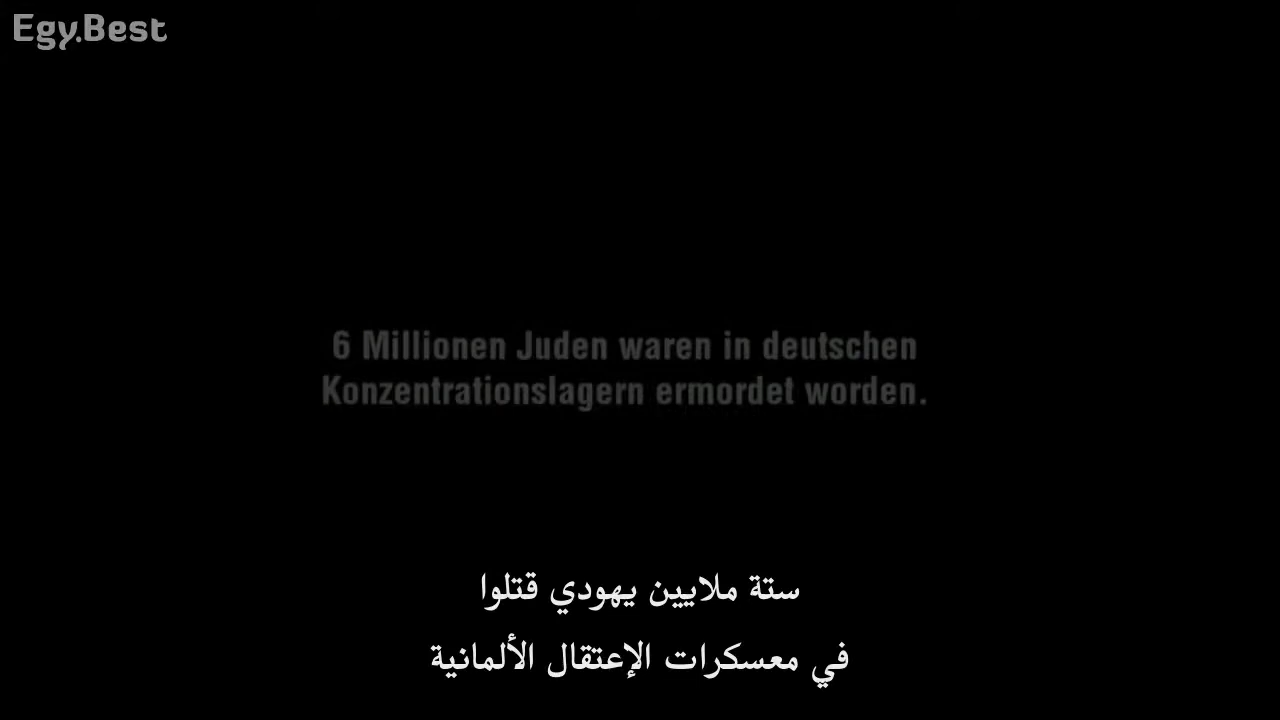 Egy.Best
6 Millionen Juden waren in deutschen
Konzentrationslagern ermordet worden.
ستة ملايين يهودي قتلوا
في معسكرات الإعتقال الألمانية